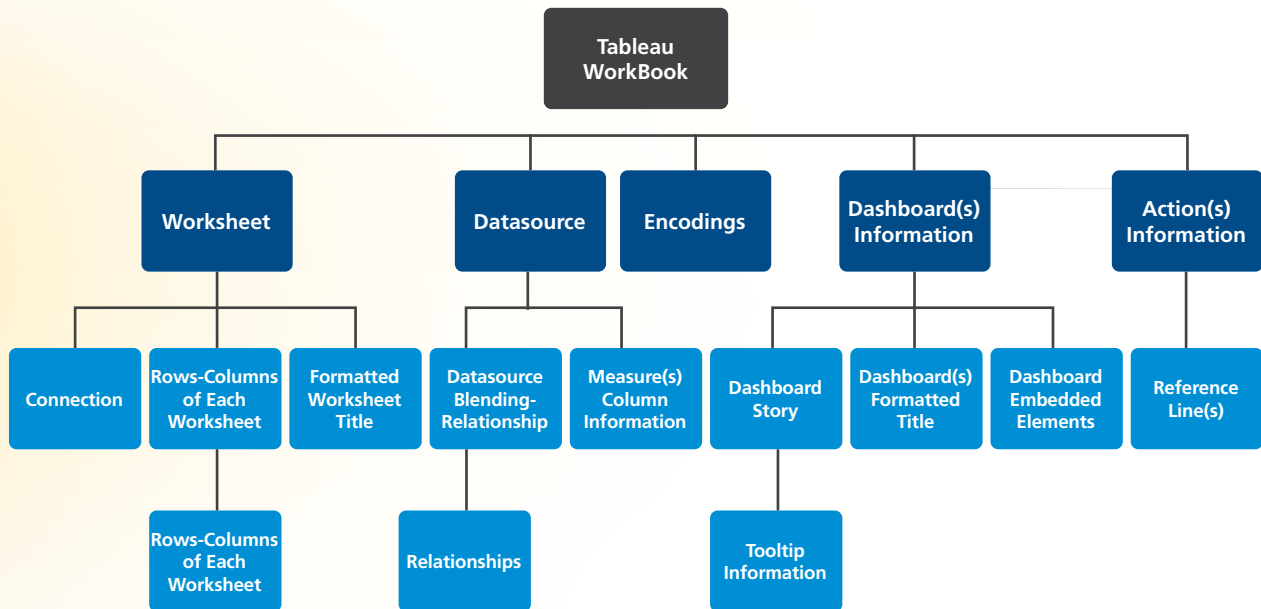 Tableau
WorkBook
Worksheet
Datasource
Encodings
Dashboard(s)
Information
Action(s)
Information
Connection
Rows-Columns
of Each
Worksheet
Formatted
Worksheet
Title
Datasource
Blending-
Relationship
Measure(s)
Column
Information
Dashboard
Story
Dashboard(s)
Formatted
Title
Dashboard
Embedded
Elements
Reference
Line(s)
Rows-Columns
of Each
Worksheet
Relationships
Tooltip
Information